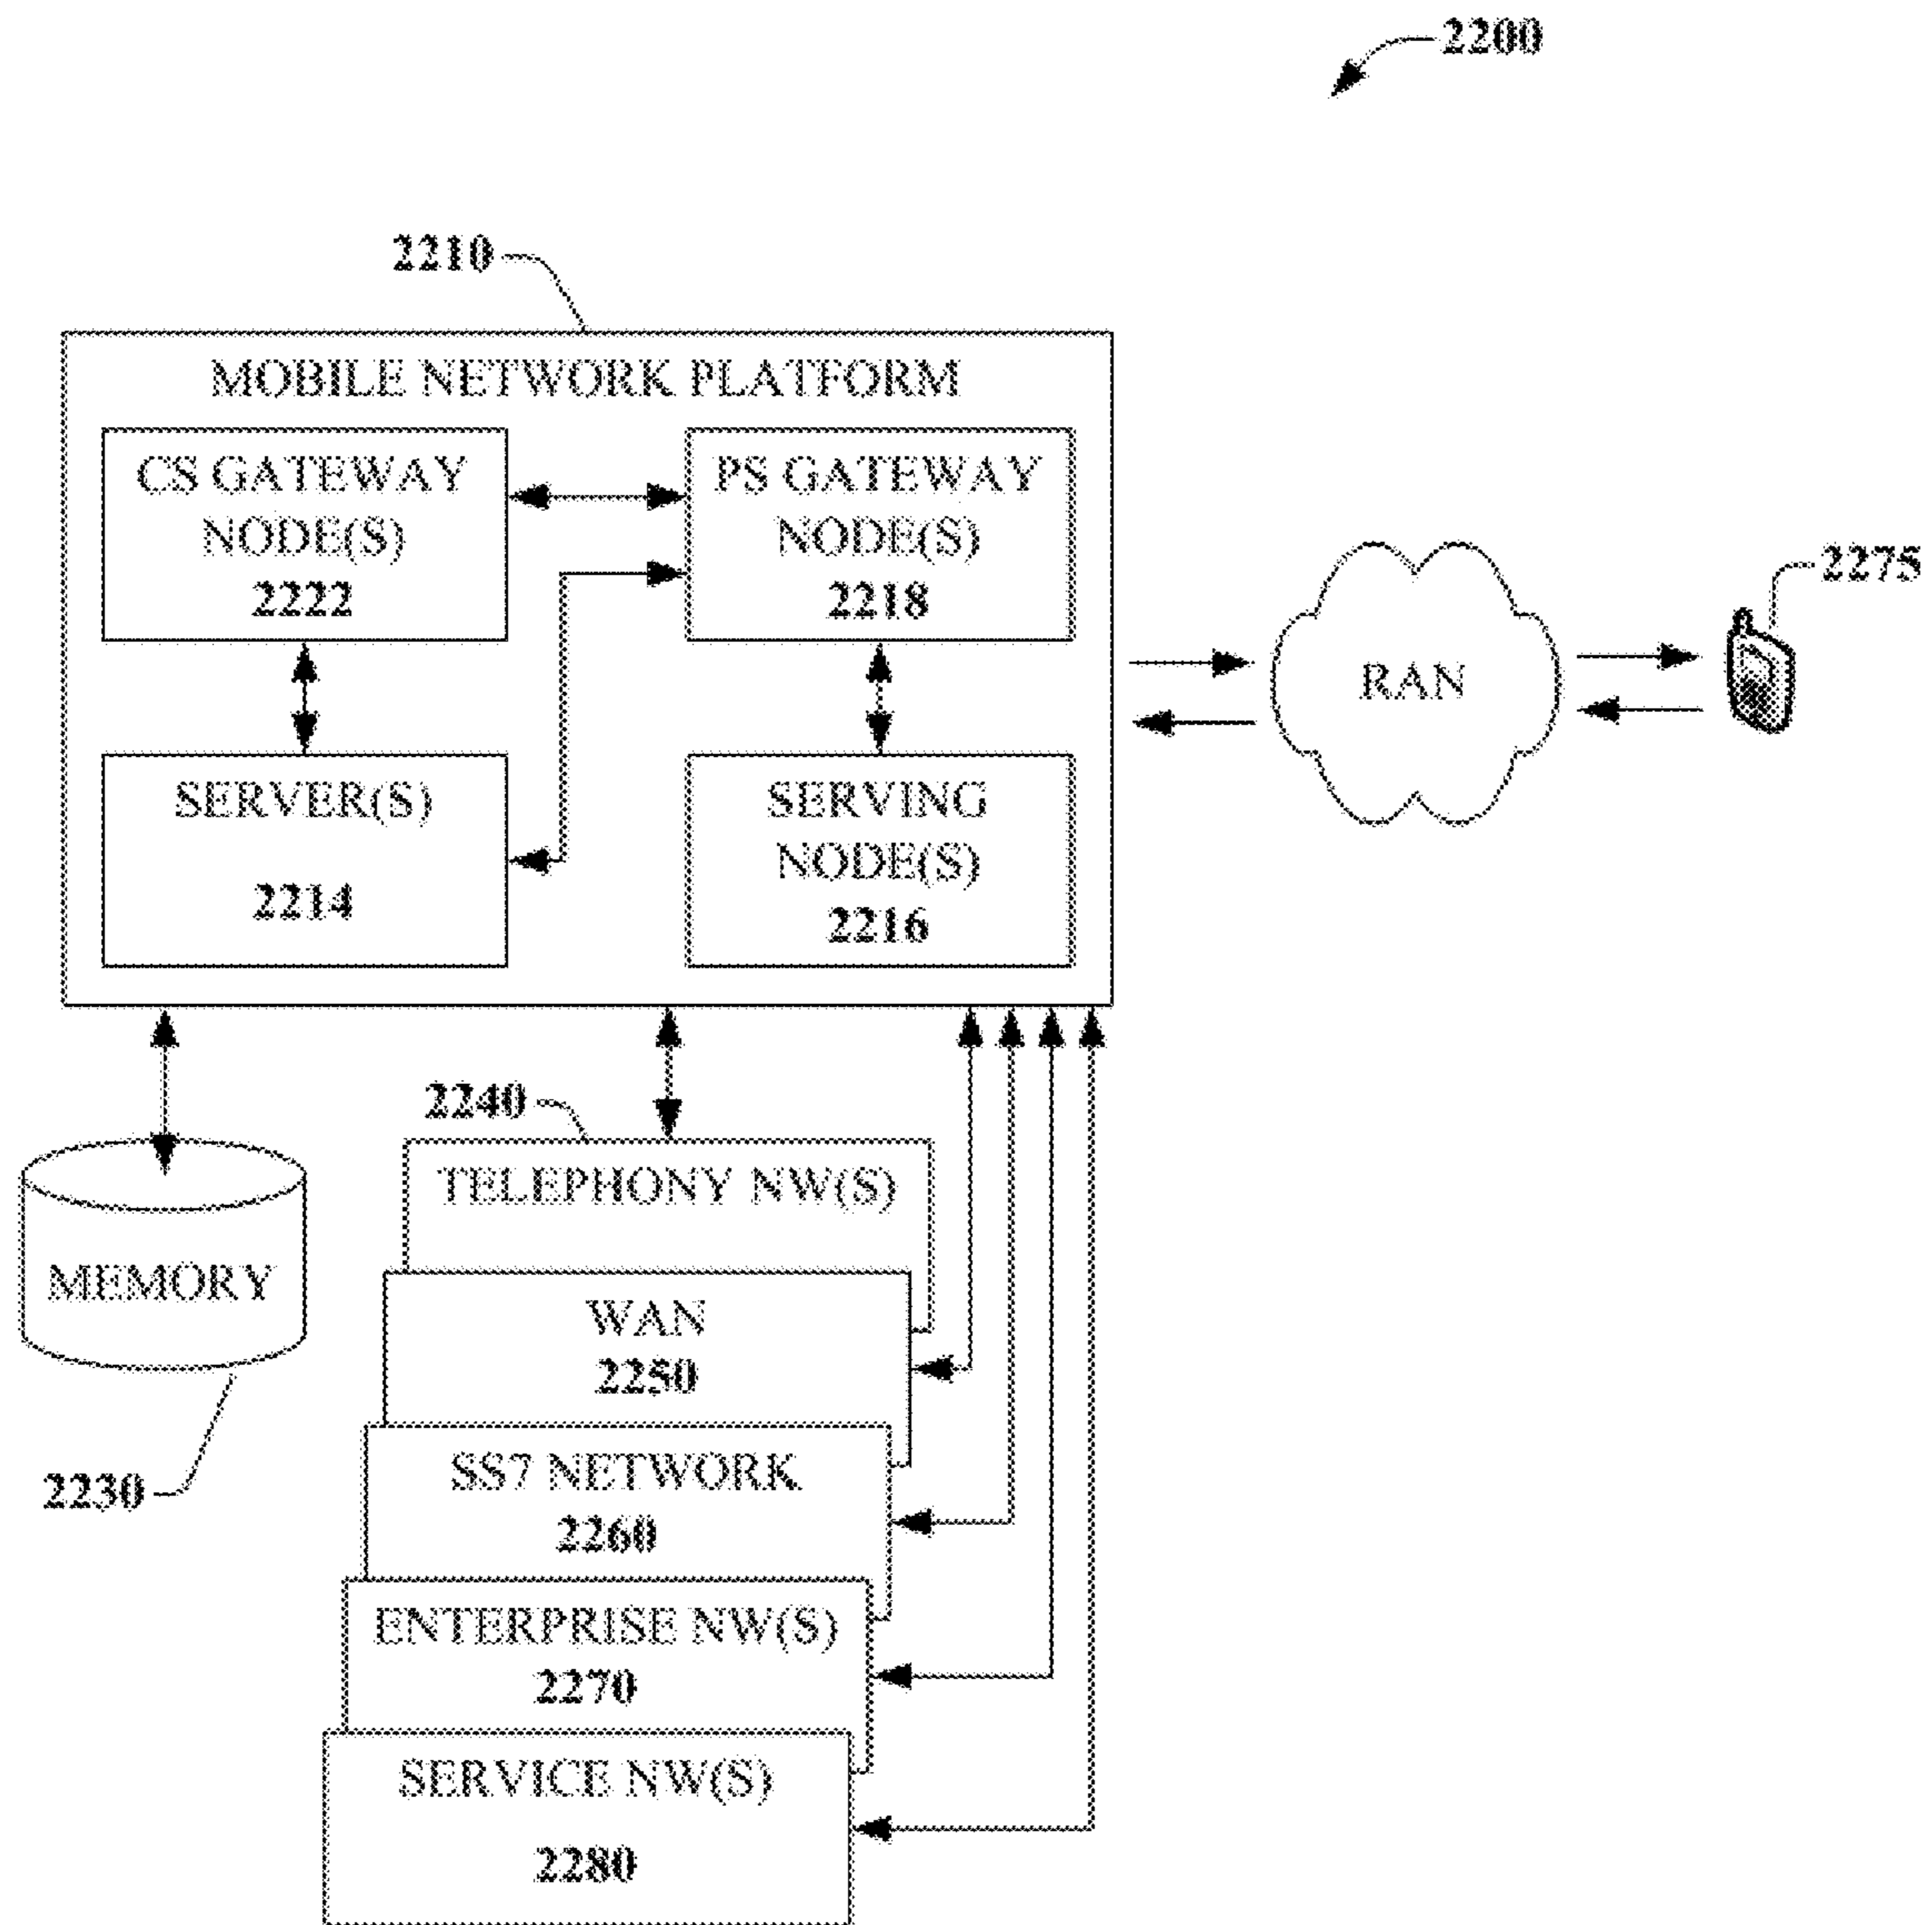 2200
2210
MOBILE NETWORK PLATFORM
CS GATEWAY
NODE(S)
2222
PS GATEWAY
NODE(S)
2218
SERVER(S)
2214
SERVING
NODE(S)
2216
RAN
2275
2240
TELEPHONY NW(S)
MEMORY
2230
WAN
2250
SS7 NETWORK
2260
ENTERPRISE NW(S)
2270
SERVICE NW(S)
2280